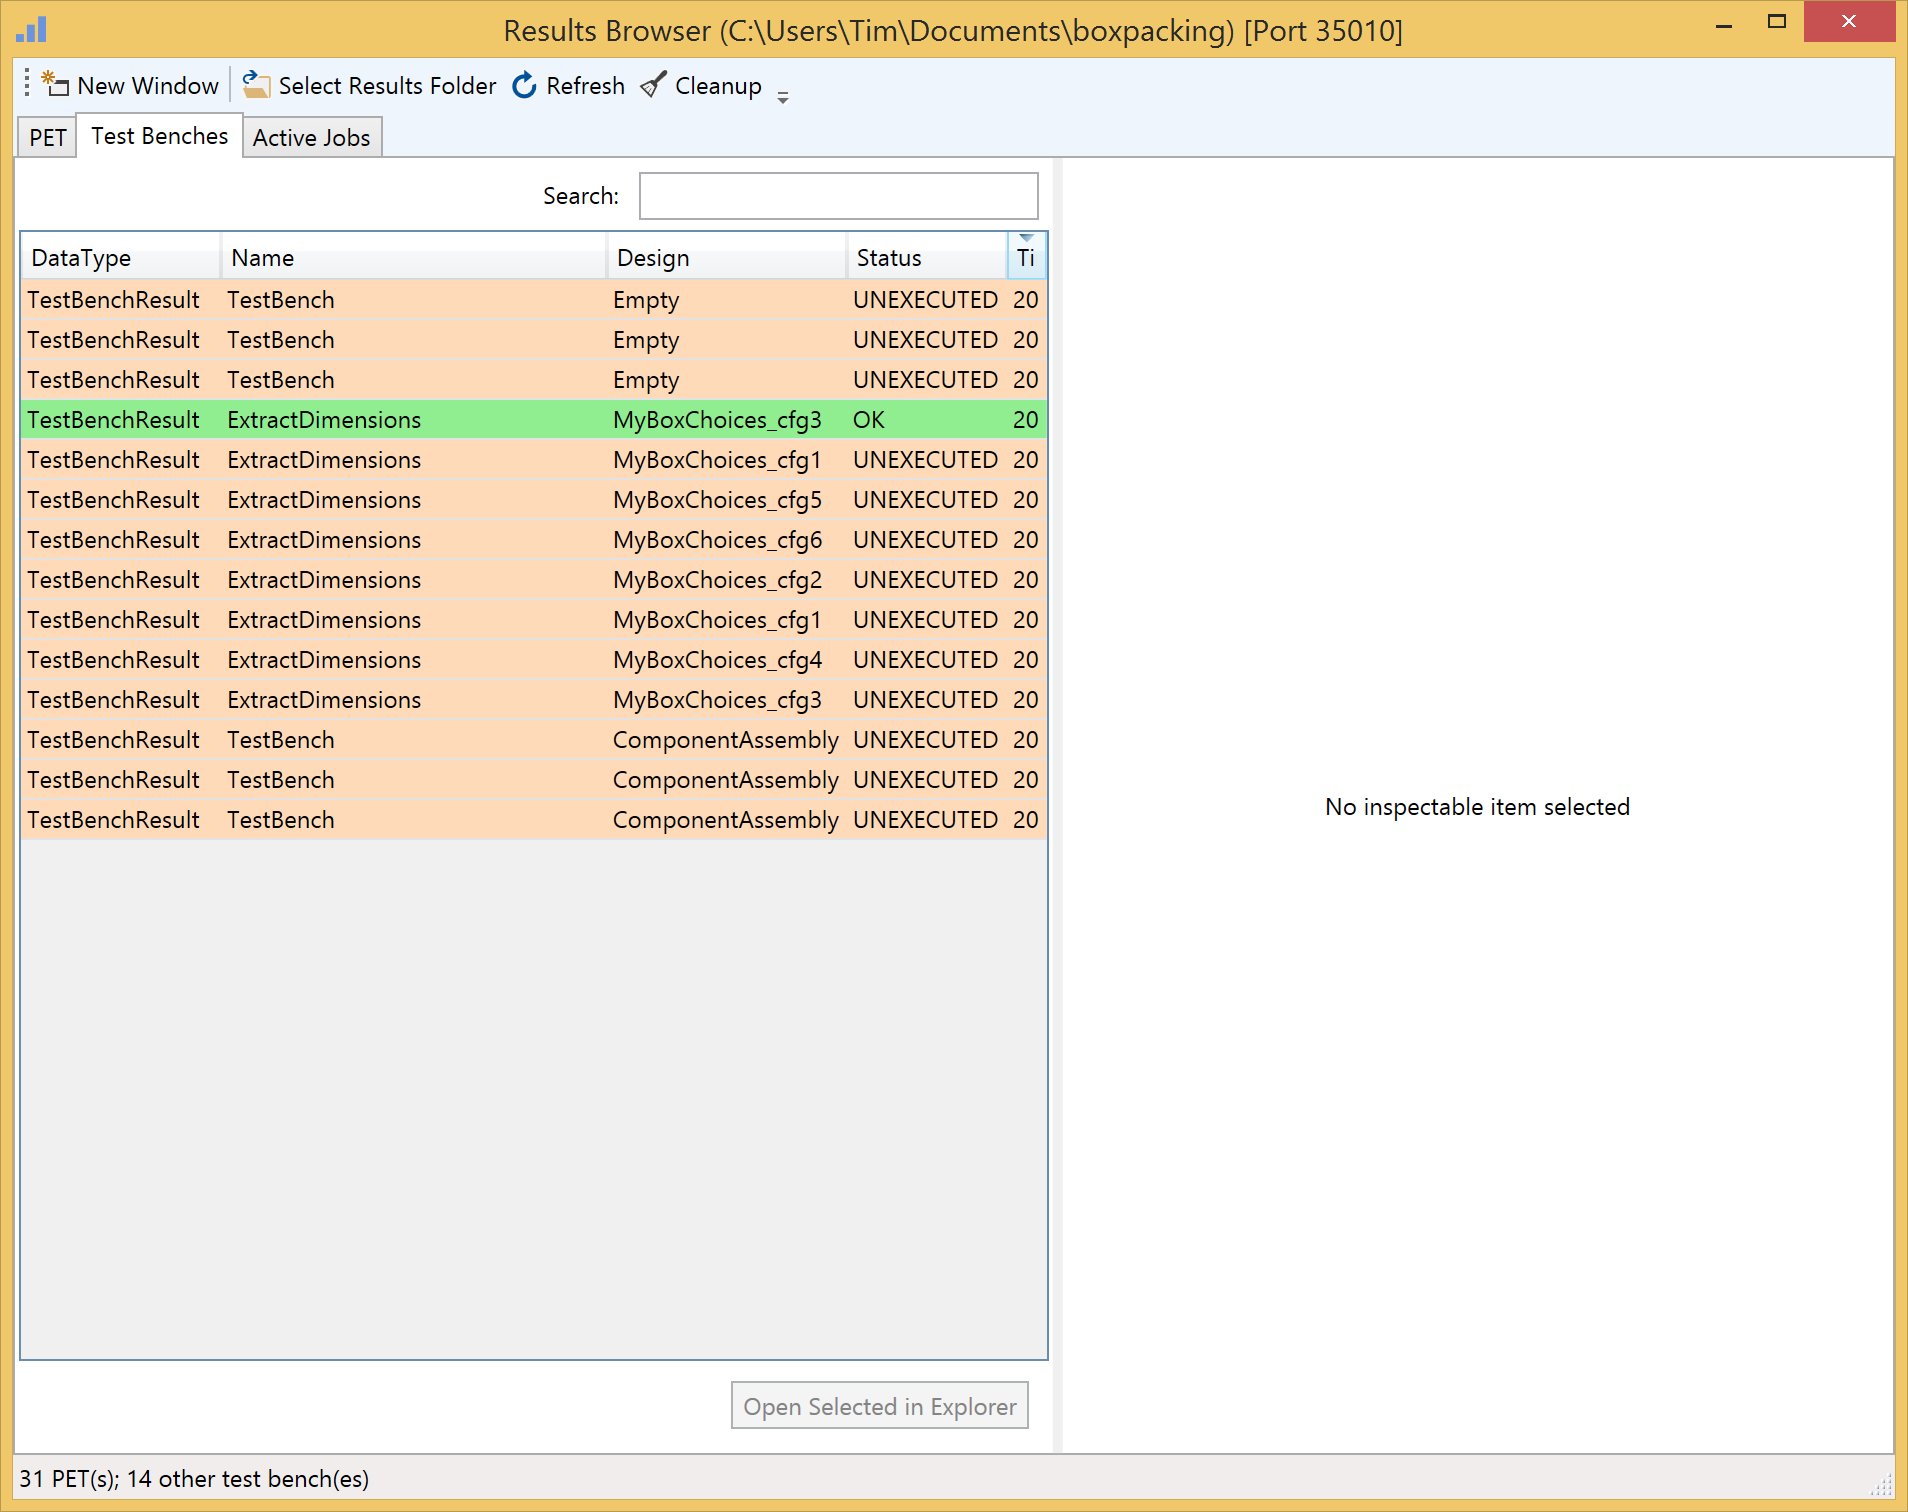 Results Browser (C:\Users\Tim\Documents\boxpacking) [Port 35010]
New Window Select Results Folder Refresh Cleanup
PET Test Benches Active Jobs
Search:
DataType Name Design Status Ti
TestBenchResult TestBench Empty UNEXECUTED 20
TestBenchResult TestBench Empty UNEXECUTED 20
TestBenchResult TestBench Empty UNEXECUTED 20
TestBenchResult ExtractDimensions MyBoxChoices_cfg3 OK 20
TestBenchResult ExtractDimensions MyBoxChoices_cfg1 UNEXECUTED 20
TestBenchResult ExtractDimensions MyBoxChoices_cfg5 UNEXECUTED 20
TestBenchResult ExtractDimensions MyBoxChoices_cfg6 UNEXECUTED 20
TestBenchResult ExtractDimensions MyBoxChoices_cfg2 UNEXECUTED 20
TestBenchResult ExtractDimensions MyBoxChoices_cfg1 UNEXECUTED 20
TestBenchResult ExtractDimensions MyBoxChoices_cfg4 UNEXECUTED 20
TestBenchResult ExtractDimensions MyBoxChoices_cfg3 UNEXECUTED 20
TestBenchResult TestBench ComponentAssembly UNEXECUTED 20
TestBenchResult TestBench ComponentAssembly UNEXECUTED 20
TestBenchResult TestBench ComponentAssembly UNEXECUTED 20
No inspectable item selected
Open Selected in Explorer
31 PET(s); 14 other test bench(es)